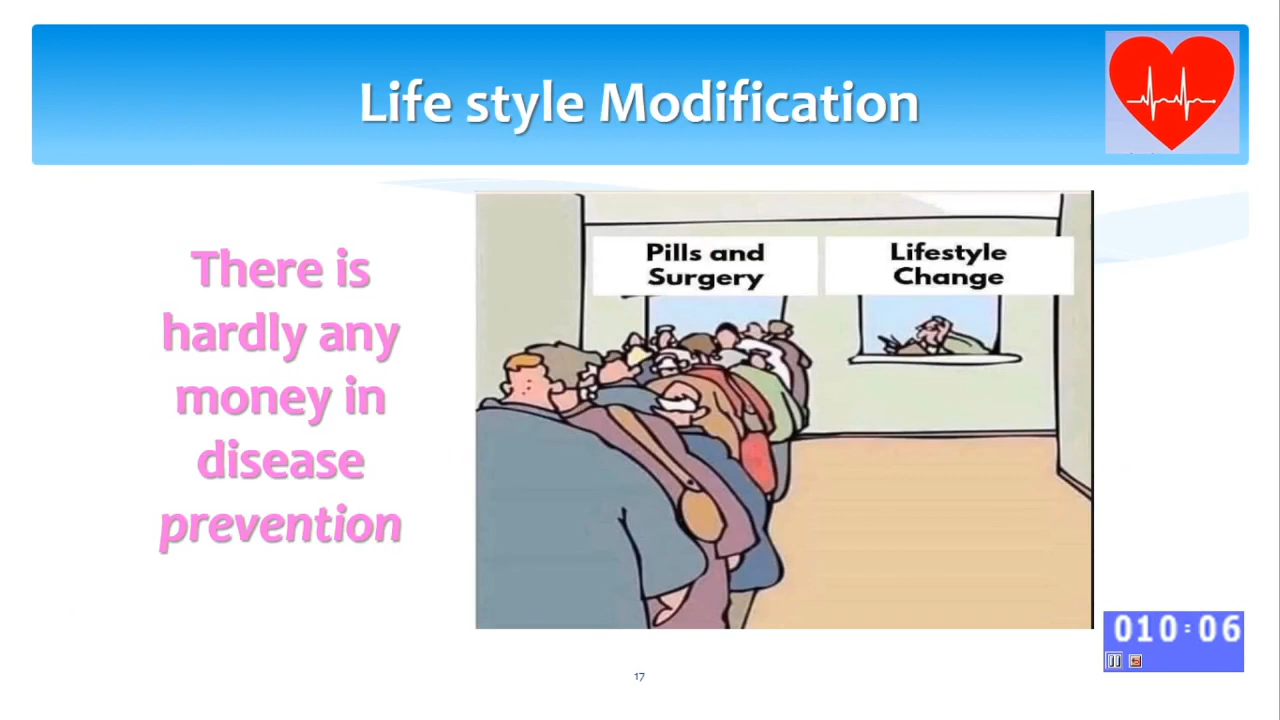 Life style Modification
There is
hardly any
money in
disease
prevention
Pills and
Surgery
Lifestyle
Change
010:06
17